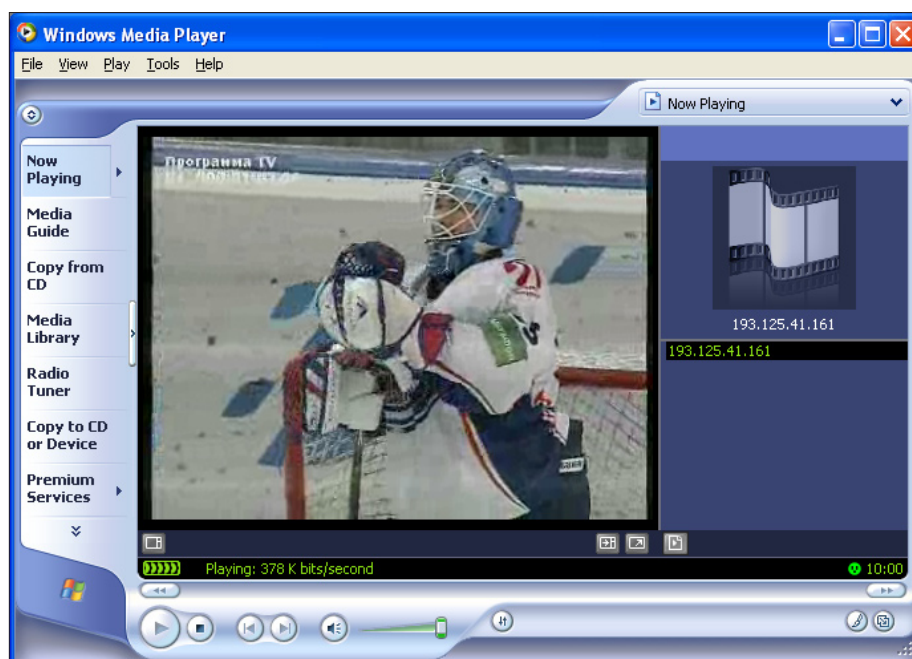 Windows Media Player
File View Play Tools Help
Now Playing
Now
Playing
Media
Guide
Copy from
CD
Media
Library
Radio
Tuner
Copy to CD
or Device
Premium
Services
Программа TV
193.125.41.161
193.125.41.161
Playing: 378 K bits/second
10:00